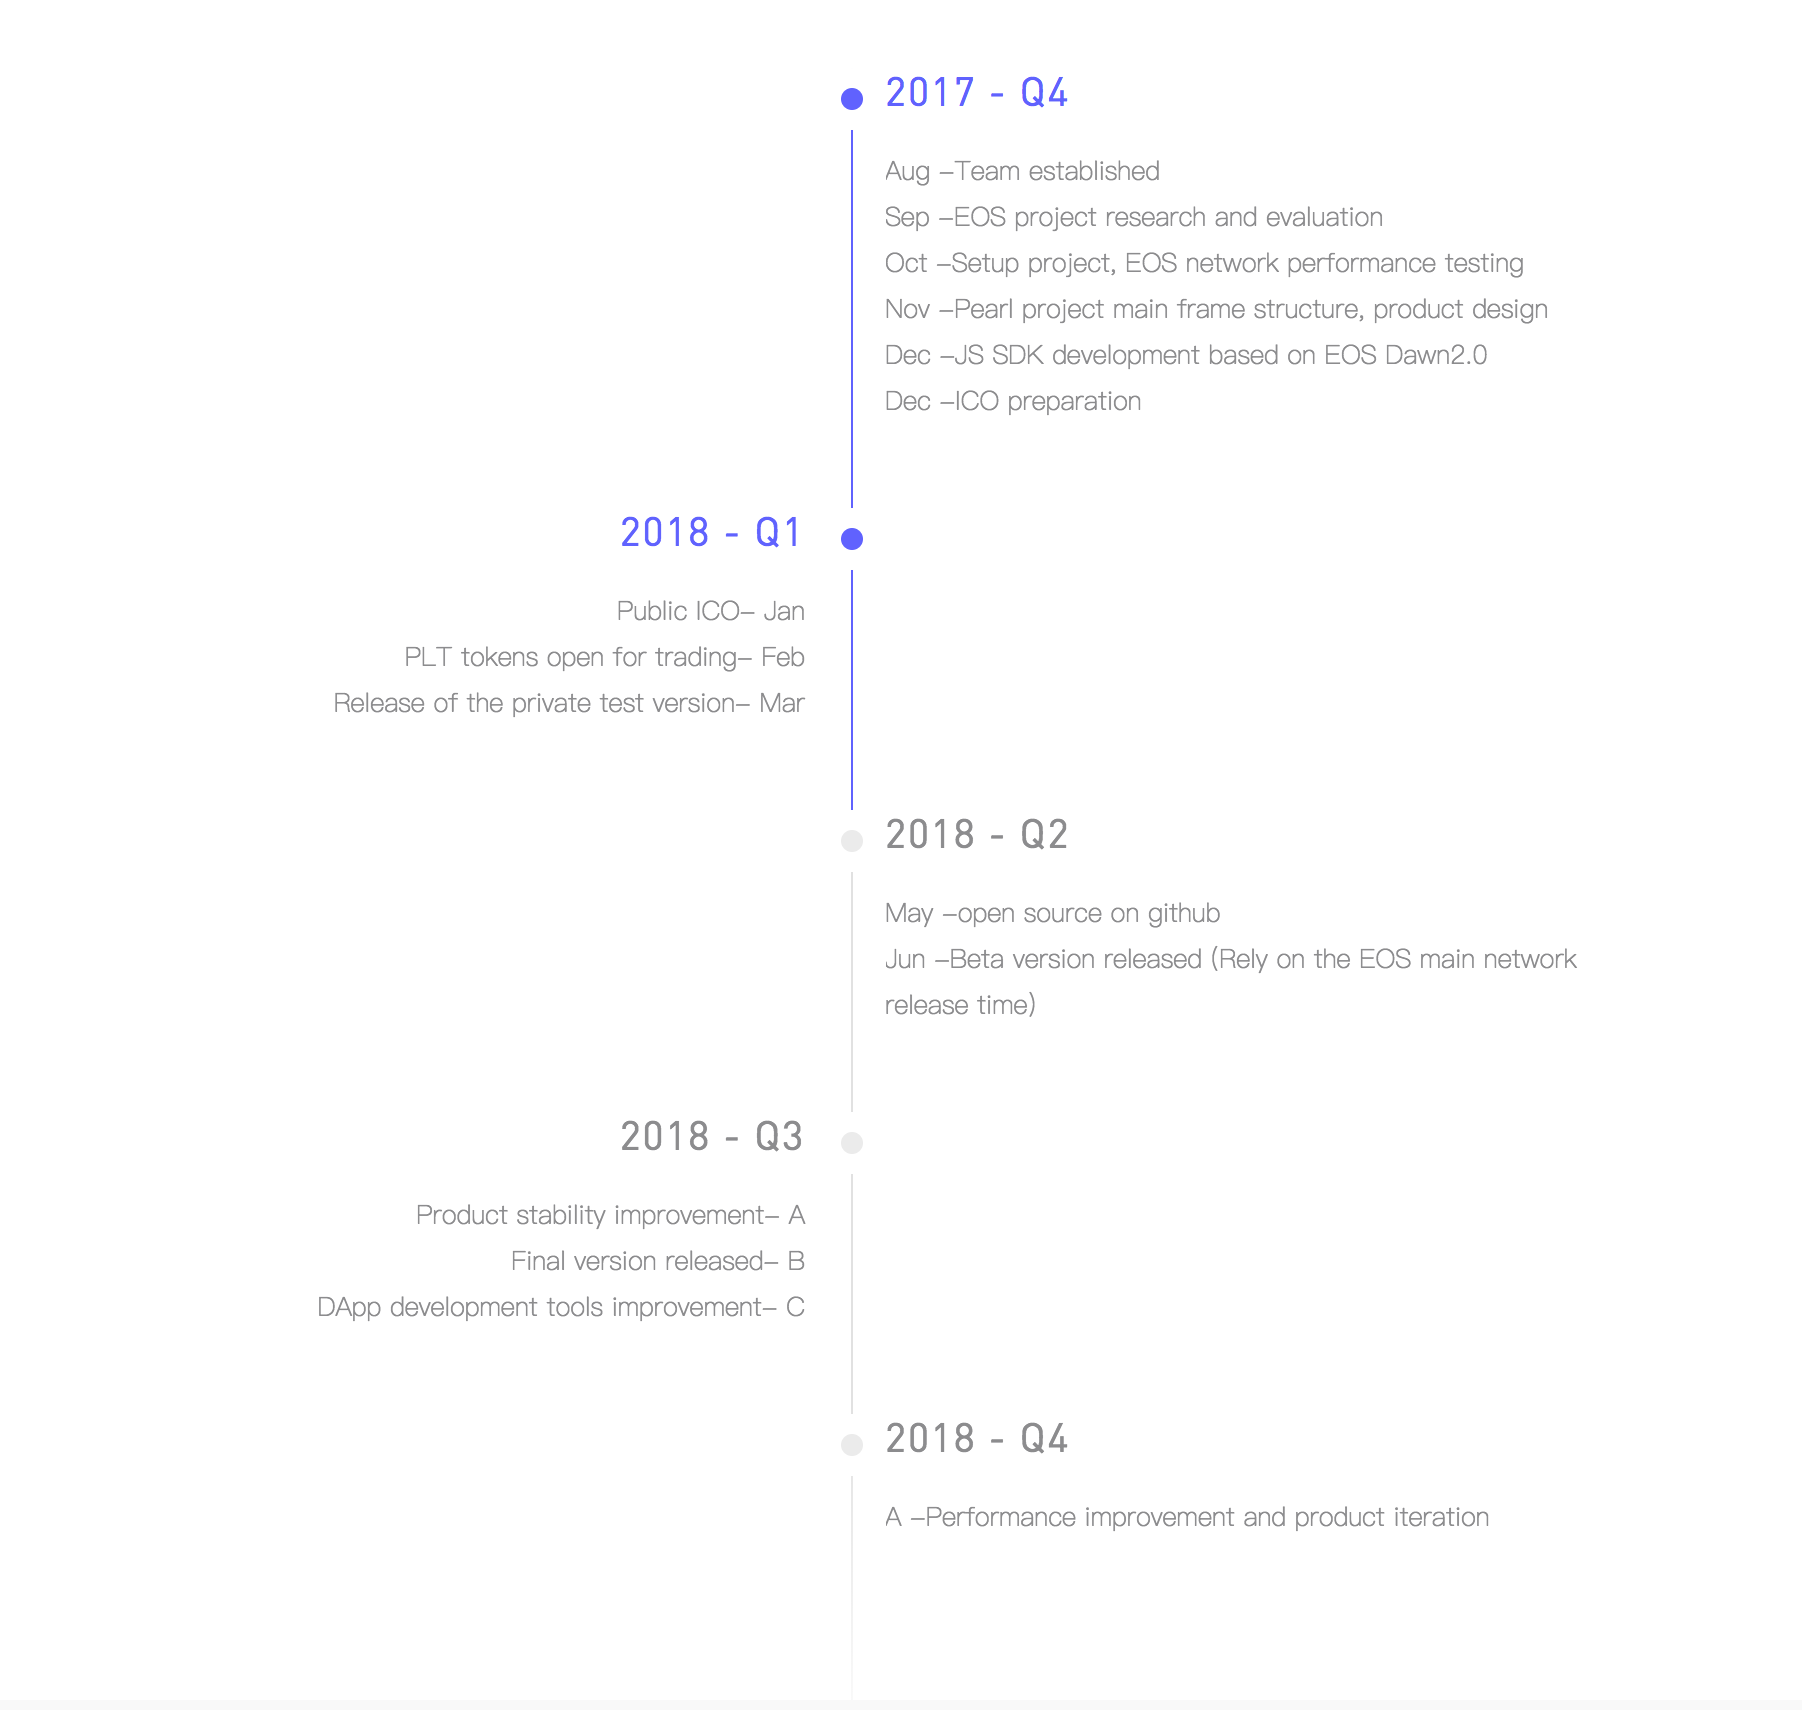 2017 - Q4
Aug -Team established
Sep -EOS project research and evaluation
Oct -Setup project, EOS network performance testing
Nov -Pearl project main frame structure, product design
Dec -JS SDK development based on EOS Dawn2.0
Dec -ICO preparation
2018 - Q1
Public ICO- Jan
PLT tokens open for trading- Feb
Release of the private test version- Mar
2018 - Q2
May -open source on github
Jun -Beta version released (Rely on the EOS main network
release time)
2018 - Q3
Product stability improvement- A
Final version released- B
DApp development tools improvement- C
2018 - Q4
A -Performance improvement and product iteration